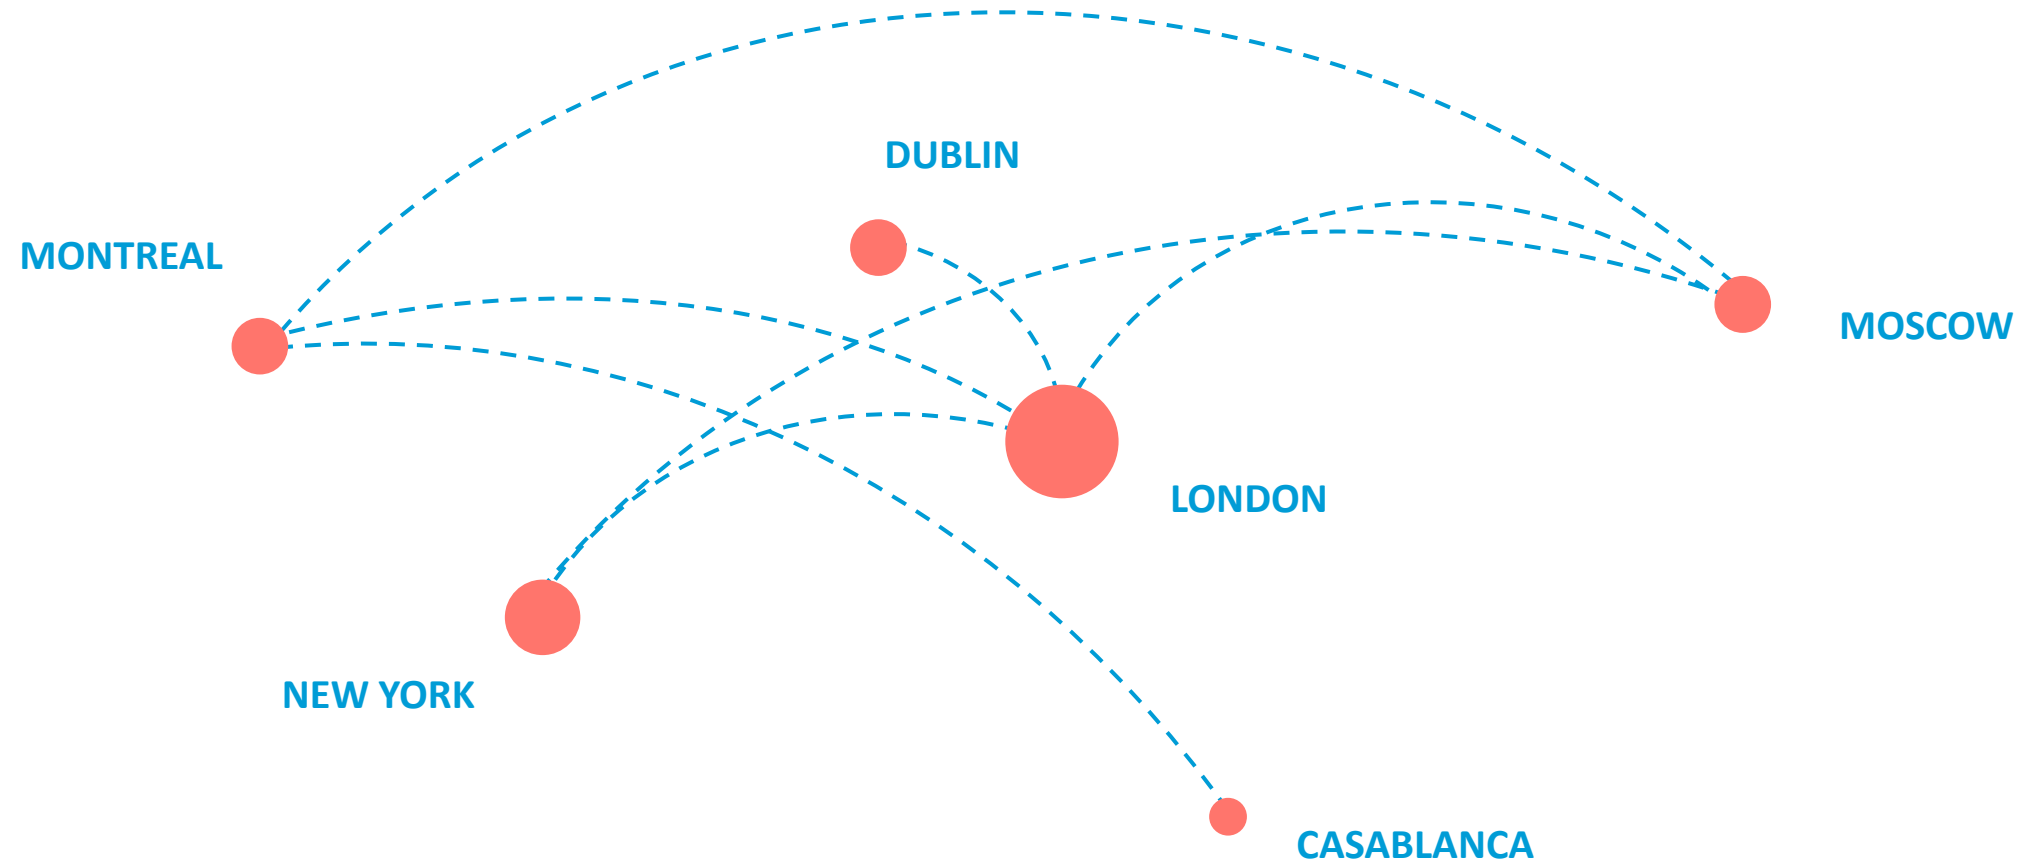 DUBLIN
MONTREAL
MOSCOW
LONDON
NEW YORK
CASABLANCA